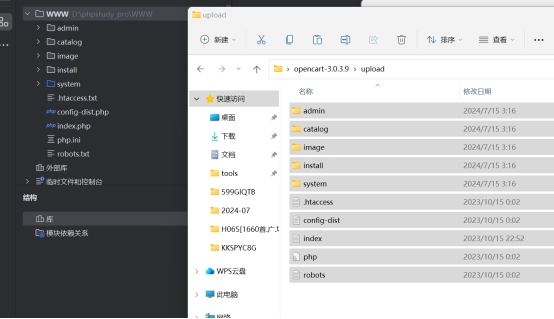 WWW D:\phpstudy_pro\WWW
admin
catalog
image
install
system
.htaccess.txt
config-dist.php
index.php
php.ini
robots.txt
外部库
临时文件和控制台
结构
库
模块依赖关系
upload
新建
排序
查看
opencart-3.0.3.9 › upload
名称 修改日期
快速访问
桌面
下载
文档
tools
599GIQTB
2024-07
KKSPYC8G
WPS云盘
此电脑
网络
admin 2024/7/15 3:16
catalog 2024/7/15 3:16
image 2024/7/15 3:16
install 2024/7/15 3:16
system 2024/7/15 3:16
.htaccess 2023/10/15 0:02
config-dist 2023/10/15 0:02
index 2023/10/15 22:52
php 2023/10/15 0:02
robots 2023/10/15 0:02